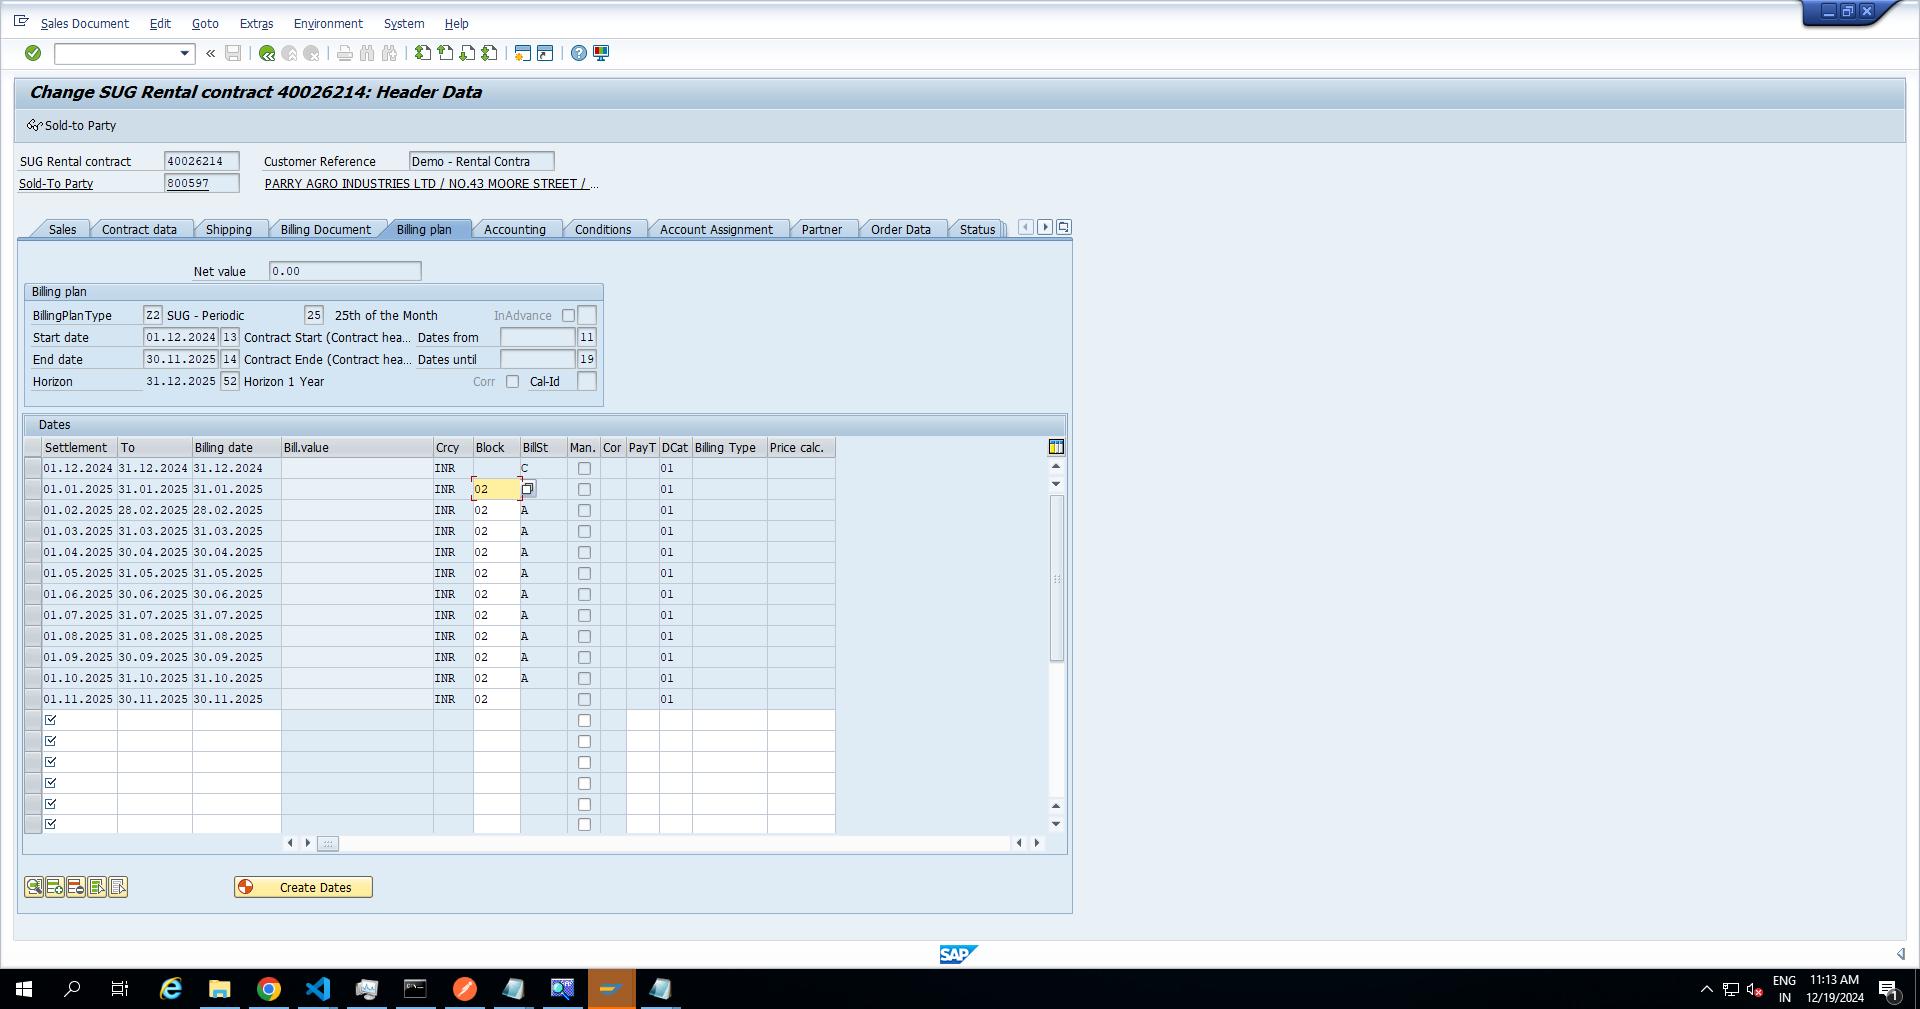 Sales Document Edit Goto Extras Environment System Help
Change SUG Rental contract 40026214: Header Data
Sold-to Party
SUG Rental contract 40026214 Customer Reference Demo - Rental Contra
Sold-To Party 800597 PARRY AGRO INDUSTRIES LTD / NO.43 MOORE STREET / ...
Sales Contract data Shipping Billing Document Billing plan Accounting Conditions Account Assignment Partner Order Data Status
Net value 0.00
Billing plan
BillingPlanType Z2 SUG - Periodic 25 25th of the Month InAdvance
Start date 01.12.2024 13 Contract Start (Contract hea... Dates from 11
End date 30.11.2025 14 Contract Ende (Contract hea... Dates until 19
Horizon 31.12.2025 52 Horizon 1 Year Corr Cal-Id
Dates
Settlement To Billing date Bill.value Crcy Block BillSt Man. Cor PayT DCat Billing Type Price calc.
01.12.2024 31.12.2024 31.12.2024 INR C 01
01.01.2025 31.01.2025 31.01.2025 INR 02 01
01.02.2025 28.02.2025 28.02.2025 INR 02 A 01
01.03.2025 31.03.2025 31.03.2025 INR 02 A 01
01.04.2025 30.04.2025 30.04.2025 INR 02 A 01
01.05.2025 31.05.2025 31.05.2025 INR 02 A 01
01.06.2025 30.06.2025 30.06.2025 INR 02 A 01
01.07.2025 31.07.2025 31.07.2025 INR 02 A 01
01.08.2025 31.08.2025 31.08.2025 INR 02 A 01
01.09.2025 30.09.2025 30.09.2025 INR 02 A 01
01.10.2025 31.10.2025 31.10.2025 INR 02 A 01
01.11.2025 30.11.2025 30.11.2025 INR 02 01
Create Dates
SAP
ENG 11:13 AM
IN 12/19/2024 1